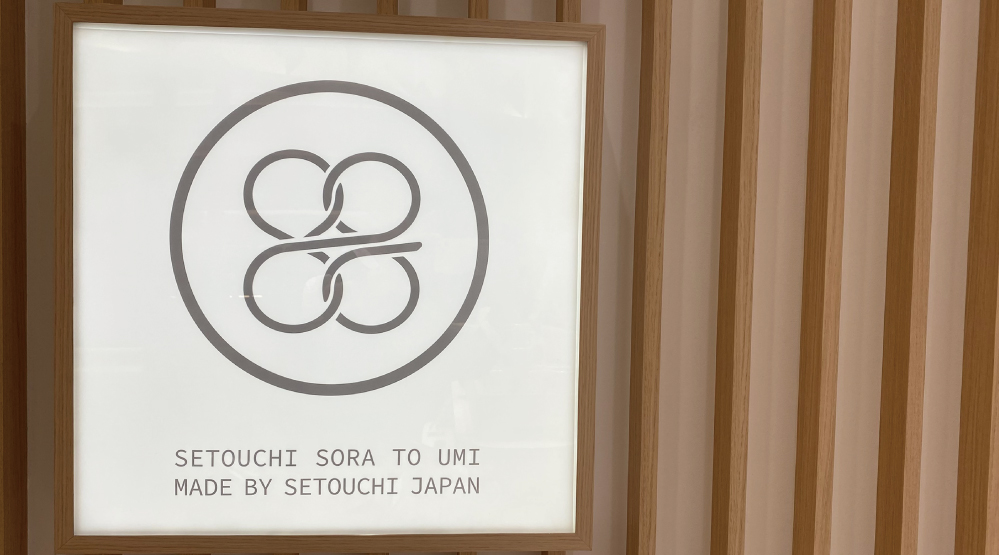 SETOUCHI SORA TO UMI
MADE BY SETOUCHI JAPAN